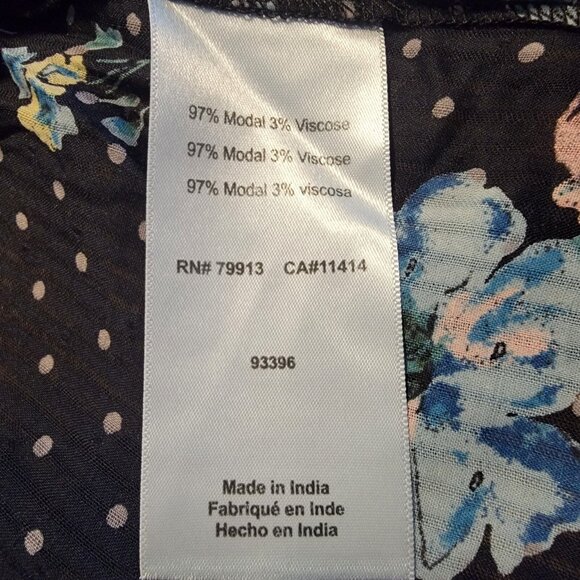 97% Modal 3% Viscose
97% Modal 3% Viscose
97% Modal 3% viscosa
RN# 79913 CA#11414
93396
Made in India
Fabriqué en Inde
Hecho en India